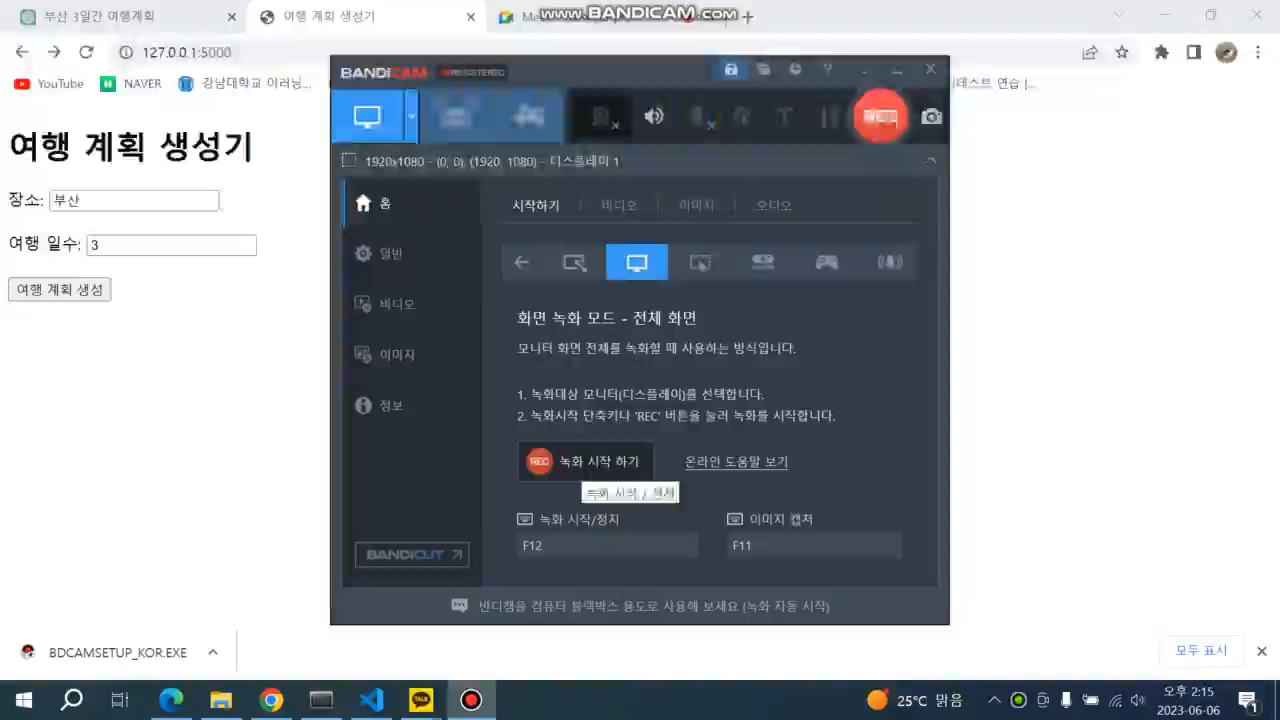 부산 3일간 여행계획
여행 계획 생성기
www.BANDICAM.com
127.0.0.1:5000
YouTube
NAVER
강남대학교 이러닝...
테스트 연습 |...
여행 계획 생성기
장소: 부산
여행 일수: 3
여행 계획 생성
BANDICAM UNREGISTERED
REC
1920x1080 - (0, 0), (1920, 1080) - 디스플레이 1
홈
일반
비디오
이미지
정보
BANDICUT
시작하기
비디오
이미지
오디오
화면 녹화 모드 - 전체 화면
모니터 화면 전체를 녹화할 때 사용하는 방식입니다.
1. 녹화대상 모니터(디스플레이)를 선택합니다.
2. 녹화시작 단축키나 'REC' 버튼을 눌러 녹화를 시작합니다.
REC 녹화 시작 하기
온라인 도움말 보기
녹화 시작 /
녹화 시작/정지
이미지 캡처
F12
F11
반디캠을 컴퓨터 블랙박스 용도로 사용해 보세요 (녹화 자동 시작)
BDCAMSETUP_KOR.EXE
모두 표시
TALK
25°C 맑음
오후 2:15
2023-06-06
1